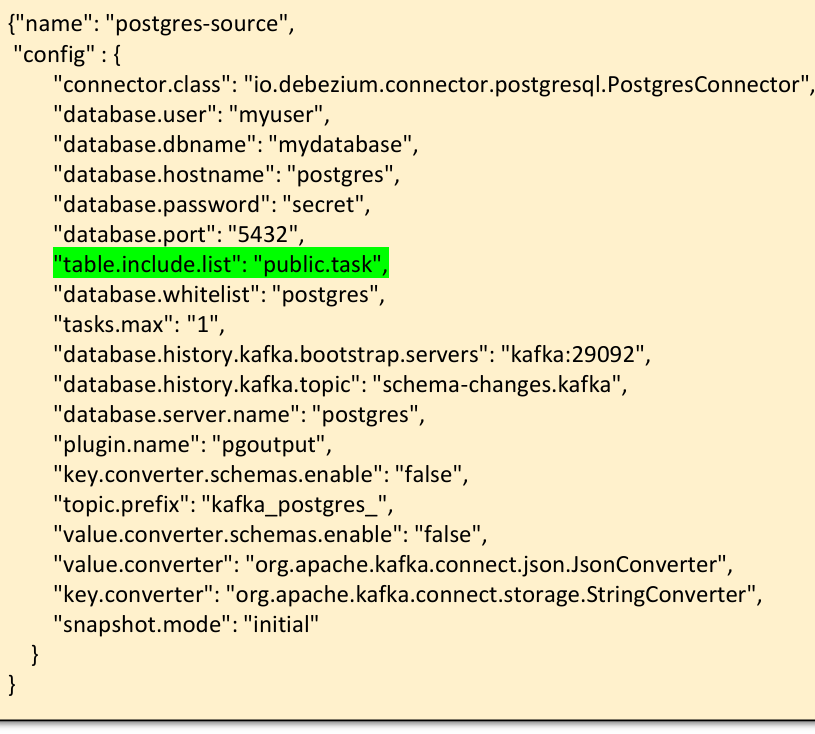 {"name": "postgres-source",
"config" : {
"connector.class": "io.debezium.connector.postgresql.PostgresConnector",
"database.user": "myuser",
"database.dbname": "mydatabase",
"database.hostname": "postgres",
"database.password": "secret",
"database.port": "5432",
"table.include.list": "public.task",
"database.whitelist": "postgres",
"tasks.max": "1",
"database.history.kafka.bootstrap.servers": "kafka:29092",
"database.history.kafka.topic": "schema-changes.kafka",
"database.server.name": "postgres",
"plugin.name": "pgoutput",
"key.converter.schemas.enable": "false",
"topic.prefix": "kafka_postgres_",
"value.converter.schemas.enable": "false",
"value.converter": "org.apache.kafka.connect.json.JsonConverter",
"key.converter": "org.apache.kafka.connect.storage.StringConverter",
"snapshot.mode": "initial"
}
}